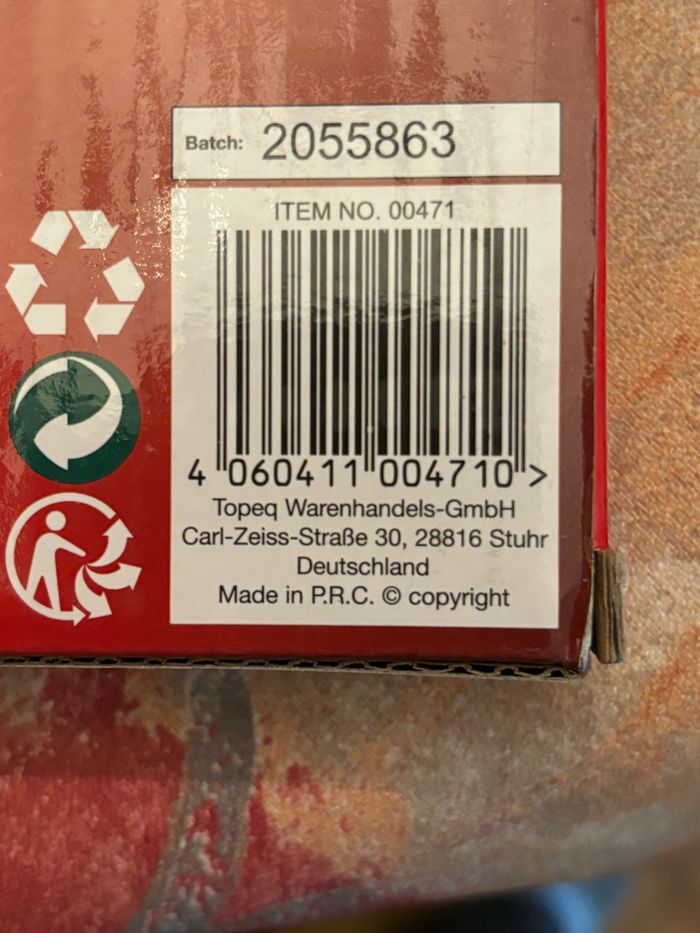 Batch: 2055863
ITEM NO. 00471
4 060411 004710 >
Topeq Warenhandels-GmbH
Carl-Zeiss-Straße 30, 28816 Stuhr
Deutschland
Made in P.R.C. © copyright